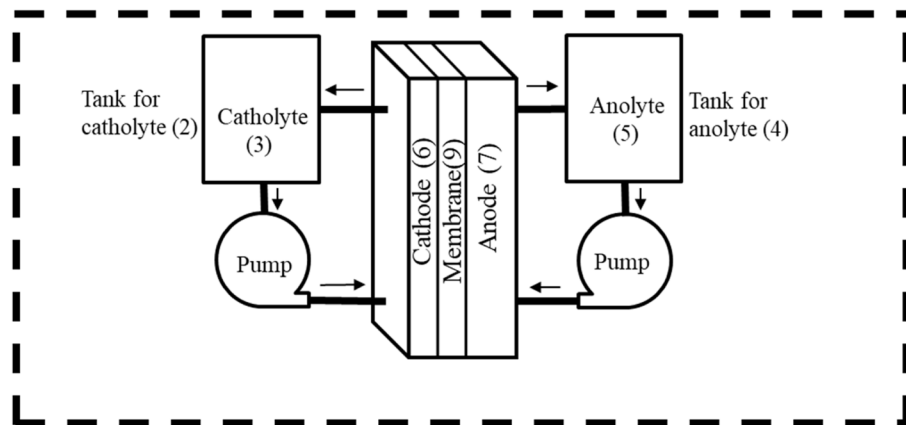 Tank for
catholyte (2)
Catholyte
(3)
Cathode (6)
Membrane(9)
Anode (7)
Anolyte
(5)
Tank for
anolyte (4)
Pump
Pump